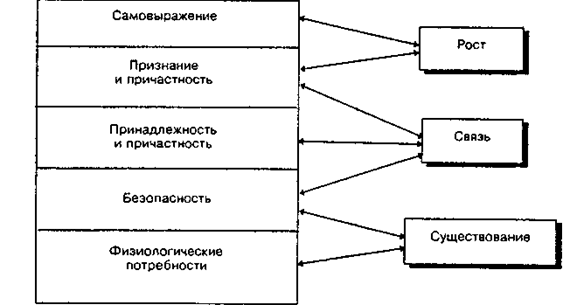 Самовыражение
Признание
и причастность
Принадлежность
и причастность
Безопасность
Физиологические
потребности
Рост
Связь
Существование